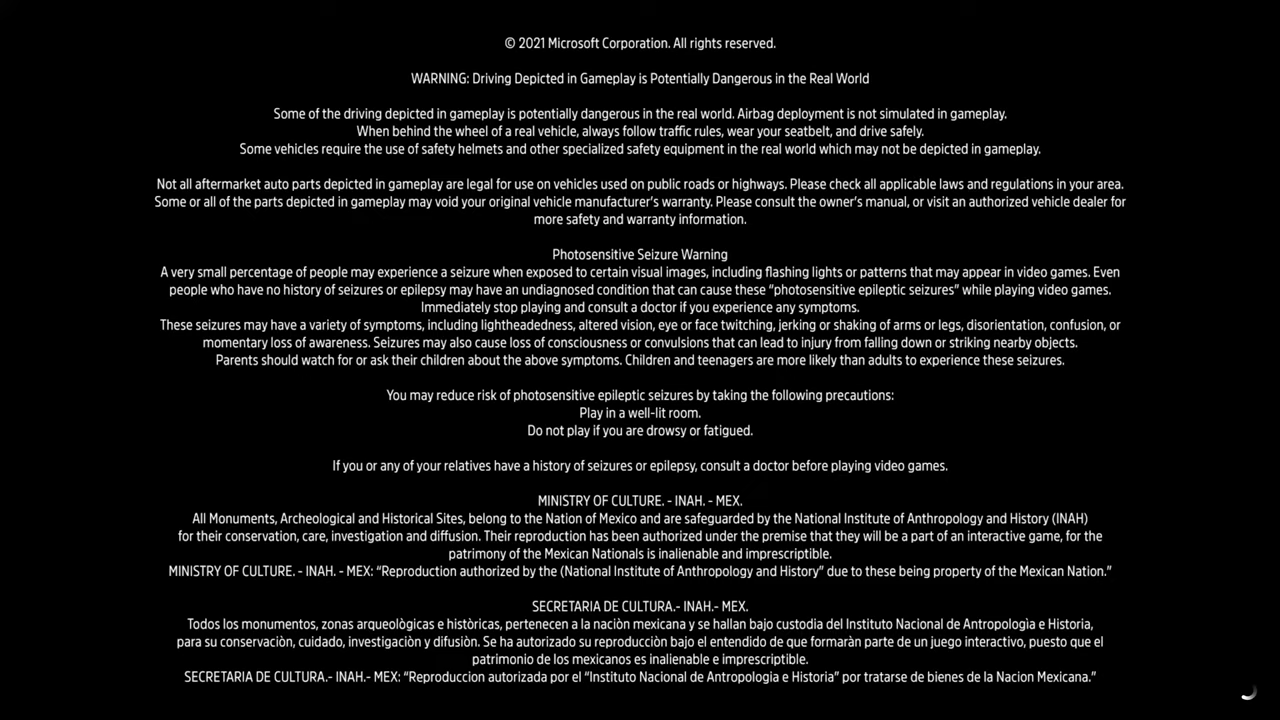 © 2021 Microsoft Corporation. All rights reserved.
WARNING: Driving Depicted in Gameplay is Potentially Dangerous in the Real World
Some of the driving depicted in gameplay is potentially dangerous in the real world. Airbag deployment is not simulated in gameplay.
When behind the wheel of a real vehicle, always follow traffic rules, wear your seatbelt, and drive safely.
Some vehicles require the use of safety helmets and other specialized safety equipment in the real world which may not be depicted in gameplay.
Not all aftermarket auto parts depicted in gameplay are legal for use on vehicles used on public roads or highways. Please check all applicable laws and regulations in your area.
Some or all of the parts depicted in gameplay may void your original vehicle manufacturer's warranty. Please consult the owner's manual, or visit an authorized vehicle dealer for
more safety and warranty information.
Photosensitive Seizure Warning
A very small percentage of people may experience a seizure when exposed to certain visual images, including flashing lights or patterns that may appear in video games. Even
people who have no history of seizures or epilepsy may have an undiagnosed condition that can cause these "photosensitive epileptic seizures" while playing video games.
Immediately stop playing and consult a doctor if you experience any symptoms.
These seizures may have a variety of symptoms, including lightheadedness, altered vision, eye or face twitching, jerking or shaking of arms or legs, disorientation, confusion, or
momentary loss of awareness. Seizures may also cause loss of consciousness or convulsions that can lead to injury from falling down or striking nearby objects.
Parents should watch for or ask their children about the above symptoms. Children and teenagers are more likely than adults to experience these seizures.
You may reduce risk of photosensitive epileptic seizures by taking the following precautions:
Play in a well-lit room.
Do not play if you are drowsy or fatigued.
If you or any of your relatives have a history of seizures or epilepsy, consult a doctor before playing video games.
MINISTRY OF CULTURE. - INAH. - MEX.
All Monuments, Archeological and Historical Sites, belong to the Nation of Mexico and are safeguarded by the National Institute of Anthropology and History (INAH)
for their conservation, care, investigation and diffusion. Their reproduction has been authorized under the premise that they will be a part of an interactive game, for the
patrimony of the Mexican Nationals is inalienable and imprescriptible.
MINISTRY OF CULTURE. - INAH. - MEX: “Reproduction authorized by the (National Institute of Anthropology and History” due to these being property of the Mexican Nation.”
SECRETARIA DE CULTURA.- INAH.- MEX.
Todos los monumentos, zonas arqueològicas e històricas, pertenecen a la naciòn mexicana y se hallan bajo custodia del Instituto Nacional de Antropologìa e Historia,
para su conservaciòn, cuidado, investigaciòn y difusiòn. Se ha autorizado su reproducciòn bajo el entendido de que formaràn parte de un juego interactivo, puesto que el
patrimonio de los mexicanos es inalienable e imprescriptible.
SECRETARIA DE CULTURA.- INAH.- MEX: “Reproduccion autorizada por el “Instituto Nacional de Antropologia e Historia” por tratarse de bienes de la Nacion Mexicana.”